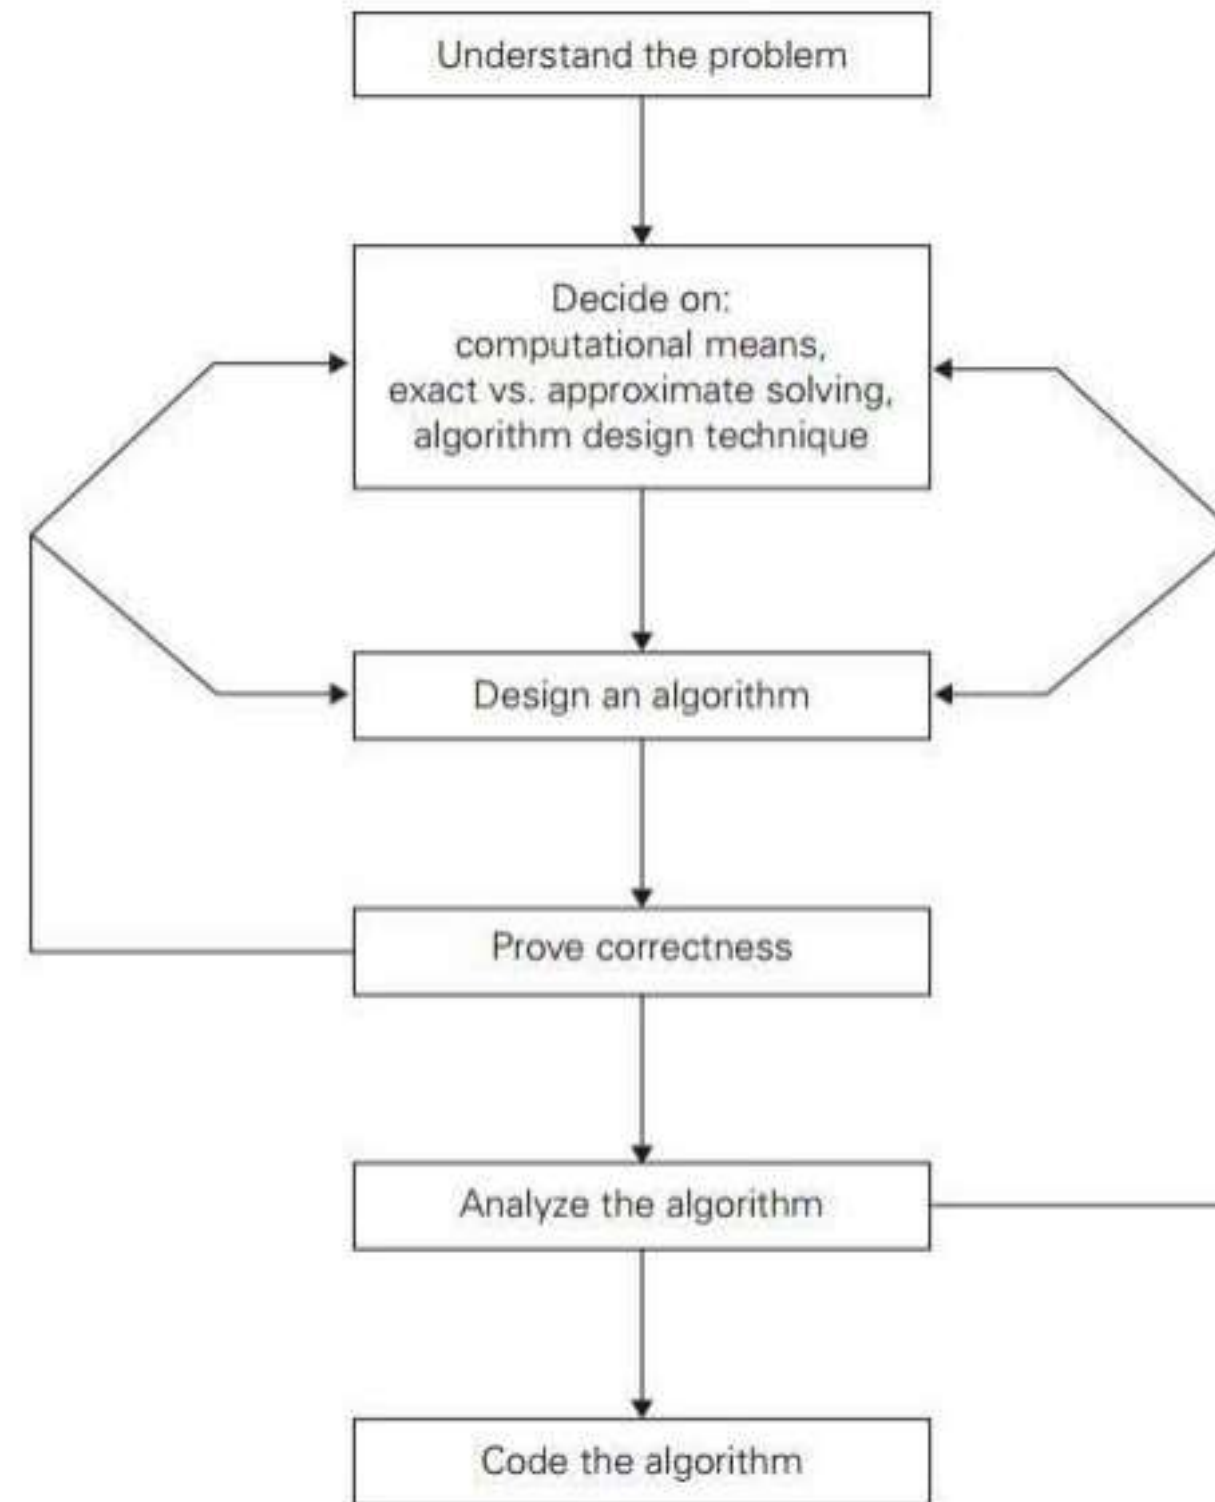 Understand the problem
Decide on:
computational means,
exact vs. approximate solving,
algorithm design technique
Design an algorithm
Prove correctness
Analyze the algorithm
Code the algorithm